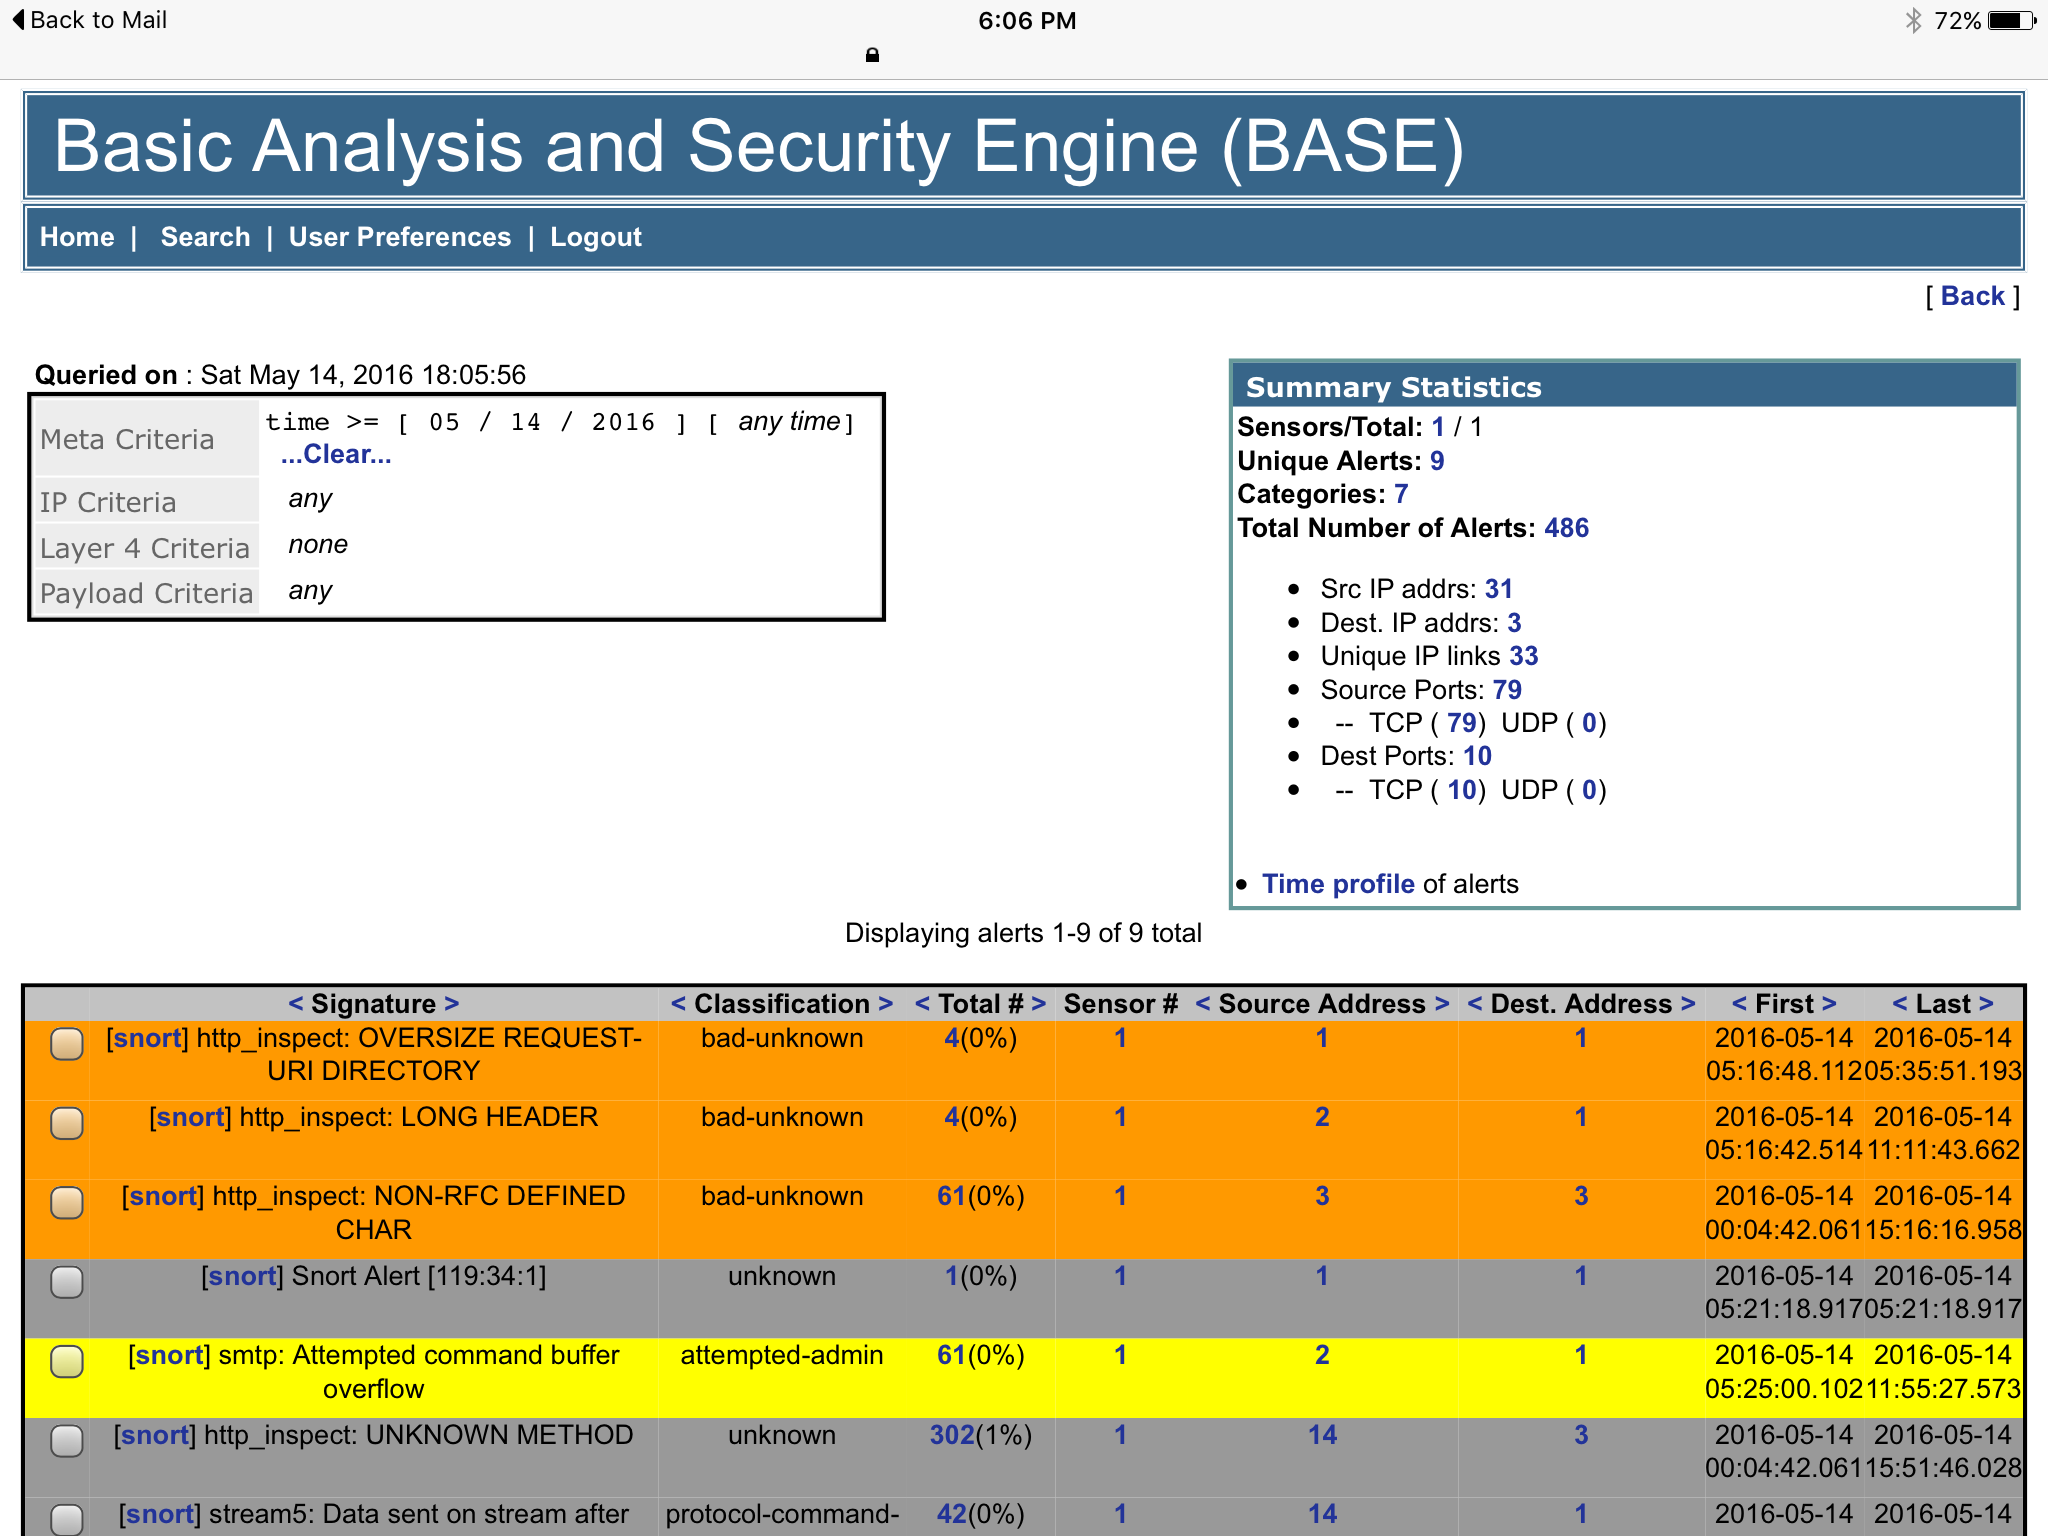 Back to Mail 6:06 PM 72%
Basic Analysis and Security Engine (BASE)
Home | Search | User Preferences | Logout
[ Back ]
Queried on : Sat May 14, 2016 18:05:56
Meta Criteria time >= [ 05 / 14 / 2016 ] [ any time]
...Clear...
IP Criteria any
Layer 4 Criteria none
Payload Criteria any
Summary Statistics
Sensors/Total: 1 / 1
Unique Alerts: 9
Categories: 7
Total Number of Alerts: 486
• Src IP addrs: 31
• Dest. IP addrs: 3
• Unique IP links 33
• Source Ports: 79
• -- TCP ( 79) UDP ( 0)
• Dest Ports: 10
• -- TCP ( 10) UDP ( 0)
• Time profile of alerts
Displaying alerts 1-9 of 9 total
< Signature > < Classification > < Total # > Sensor # < Source Address > < Dest. Address > < First > < Last >
[snort] http_inspect: OVERSIZE REQUEST- bad-unknown 4(0%) 1 1 1 2016-05-14 2016-05-14
URI DIRECTORY 05:16:48.112 05:35:51.193
[snort] http_inspect: LONG HEADER bad-unknown 4(0%) 1 2 1 2016-05-14 2016-05-14
05:16:42.514 11:11:43.662
[snort] http_inspect: NON-RFC DEFINED bad-unknown 61(0%) 1 3 3 2016-05-14 2016-05-14
CHAR 00:04:42.061 15:16:16.958
[snort] Snort Alert [119:34:1] unknown 1(0%) 1 1 1 2016-05-14 2016-05-14
05:21:18.917 05:21:18.917
[snort] smtp: Attempted command buffer attempted-admin 61(0%) 1 2 1 2016-05-14 2016-05-14
overflow 05:25:00.102 11:55:27.573
[snort] http_inspect: UNKNOWN METHOD unknown 302(1%) 1 14 3 2016-05-14 2016-05-14
00:04:42.061 15:51:46.028
[snort] stream5: Data sent on stream after protocol-command- 42(0%) 1 14 1 2016-05-14 2016-05-14